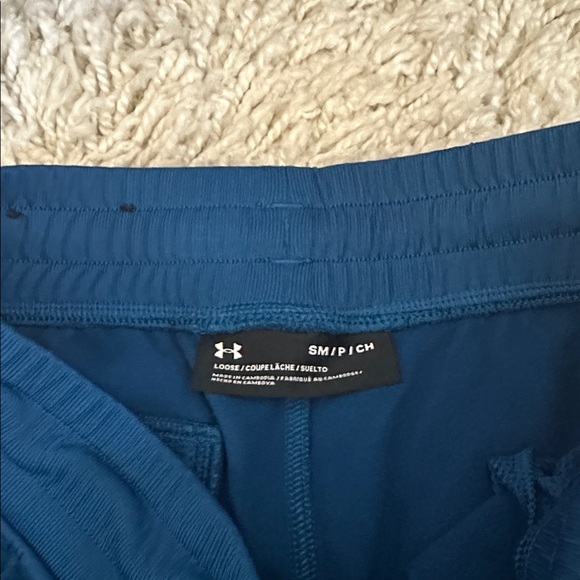 SM/P/CH
LOOSE/COUPE LÂCHE/SUELTO
MADE IN CAMBODIA/FABRIQUÉ AU CAMBODGE/
HECHO EN CAMBOYA